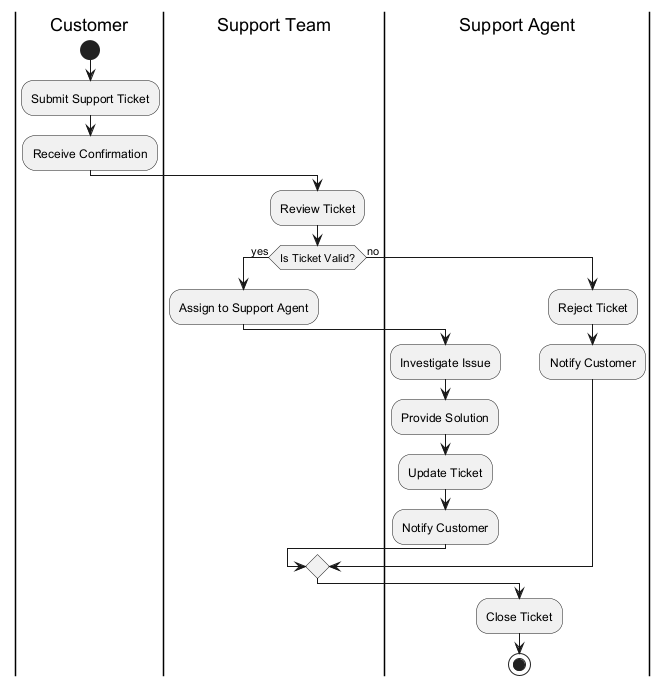 Customer
Support Team
Support Agent
Submit Support Ticket
Receive Confirmation
Review Ticket
yes
Is Ticket Valid?
no
Assign to Support Agent
Reject Ticket
Investigate Issue
Notify Customer
Provide Solution
Update Ticket
Notify Customer
Close Ticket